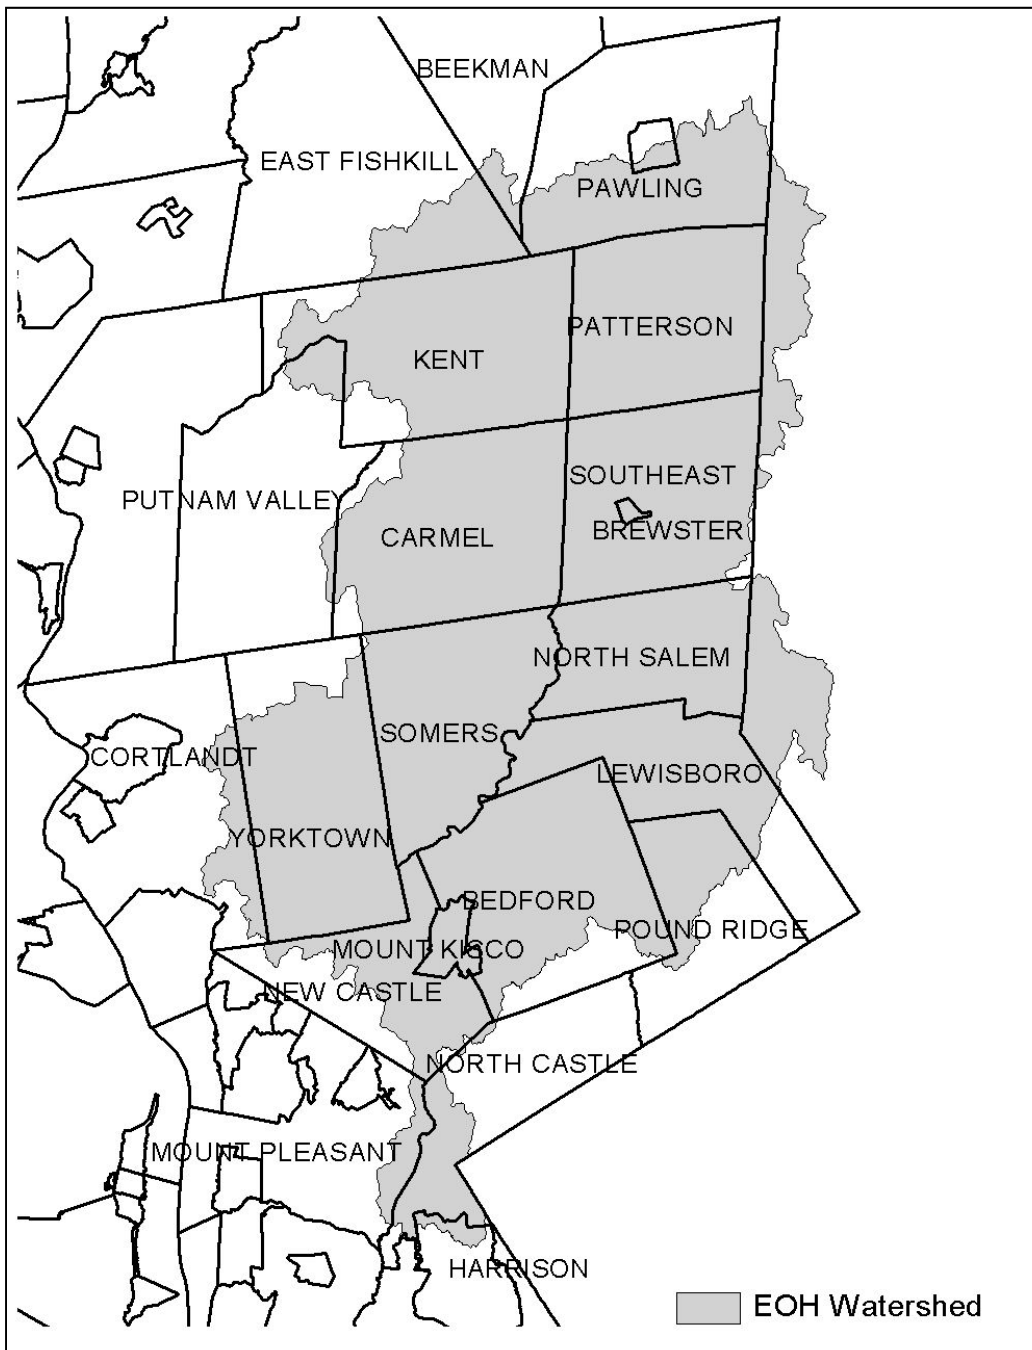 BEEKMAN
EAST FISHKILL
PAWLING
PATTERSON
KENT
SOUTHEAST
PUTNAM VALLEY
BREWSTER
CARMEL
NORTH SALEM
SOMERS
CORTLANDT
LEWISBORO
YORKTOWN
BEDFORD
POUND RIDGE
MOUNT KISCO
NEW CASTLE
NORTH CASTLE
MOUNT PLEASANT
HARRISON
EOH Watershed